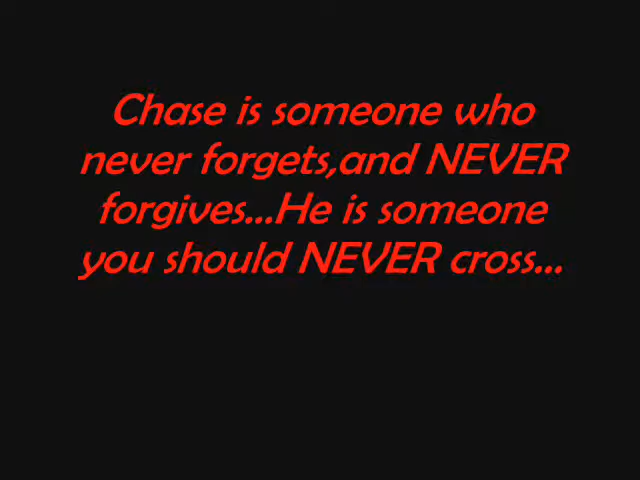 Chase is someone who
never forgets,and NEVER
forgives...He is someone
you should NEVER cross...